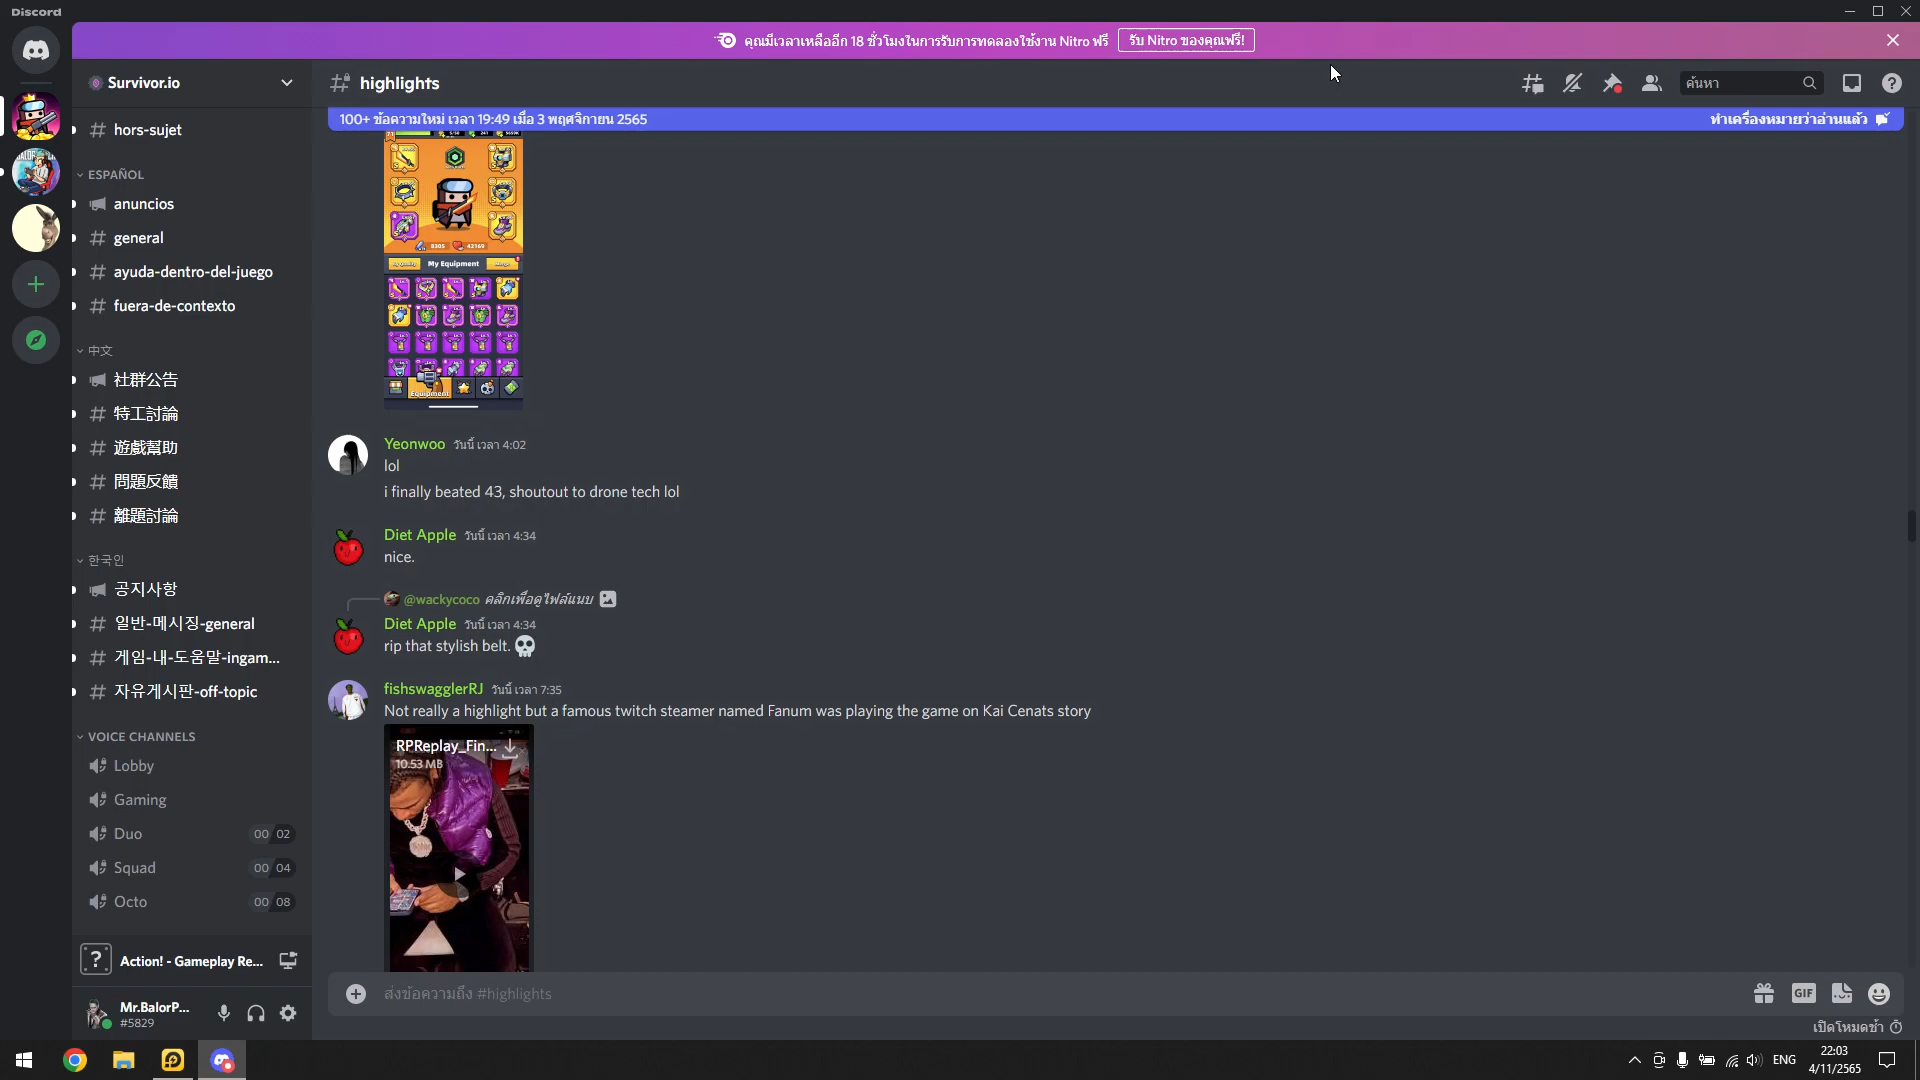 Discord
คุณมีเวลาเหลืออีก 18 ชั่วโมงในการรับการทดลองใช้งาน Nitro ฟรี
รับ Nitro ของคุณฟรี!
Survivor.io
highlights
ค้นหา
100+ ข้อความใหม่ เวลา 19:49 เมื่อ 3 พฤศจิกายน 2565
ทำเครื่องหมายว่าอ่านแล้ว
hors-sujet
ESPAÑOL
anuncios
general
ayuda-dentro-del-juego
fuera-de-contexto
中文
社群公告
特工討論
遊戲幫助
問題反饋
離題討論
한국인
공지사항
일반-메시징-general
게임-내-도움말-ingam...
자유게시판-off-topic
VOICE CHANNELS
Lobby
Gaming
Duo
00 02
Squad
00 04
Octo
00 08
Action! - Gameplay Re...
Mr.BalorP...
#5829
8305
42169
My Equipment
Merge
Equipment
Yeonwoo วันนี้ เวลา 4:02
lol
i finally beated 43, shoutout to drone tech lol
Diet Apple วันนี้ เวลา 4:34
nice.
@wackycoco คลิกเพื่อดูไฟล์แนบ
Diet Apple วันนี้ เวลา 4:34
rip that stylish belt.
fishswagglerRJ วันนี้ เวลา 7:35
Not really a highlight but a famous twitch steamer named Fanum was playing the game on Kai Cenats story
RPReplay_Fin...
10.53 MB
ส่งข้อความถึง #highlights
GIF
เปิดโหมดช้า
ENG
22:03
4/11/2565